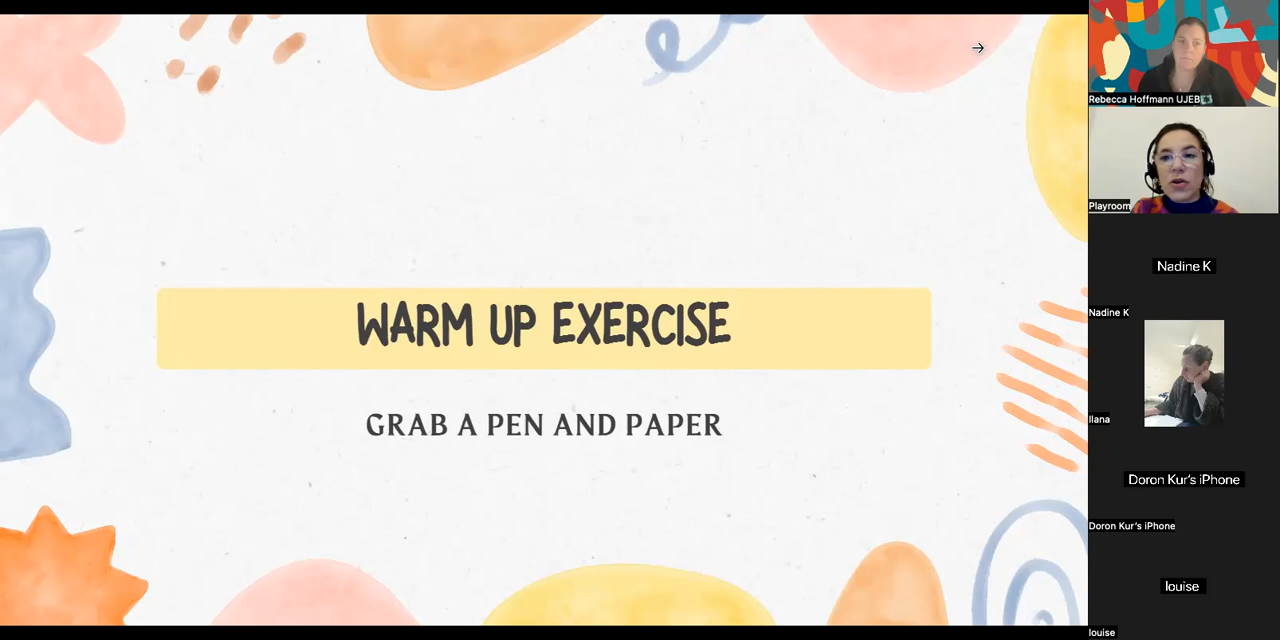 WARM UP EXERCISE
GRAB A PEN AND PAPER
Rebecca Hoffmann UJEB
Playroom
Nadine K
Nadine K
Ilana
Doron Kur's iPhone
Doron Kur's iPhone
louise
louise